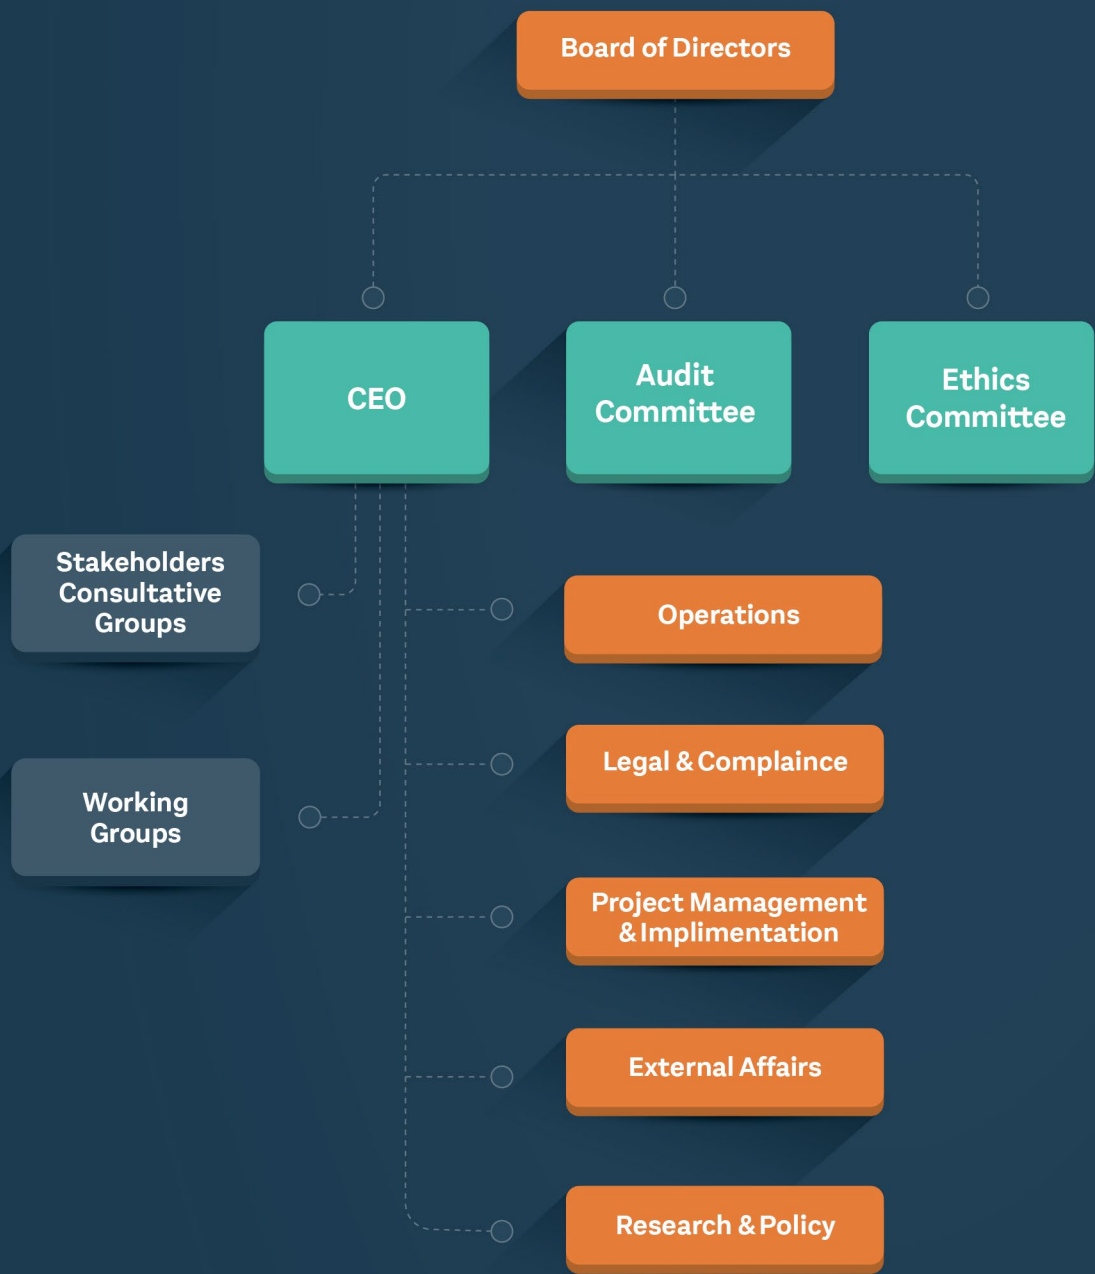 Board of Directors
CEO
Audit
Committee
Ethics
Committee
Stakeholders
Consultative
Groups
Operations
Legal & Complaince
Working
Groups
Project Mamagement
& Implimentation
External Affairs
Research & Policy